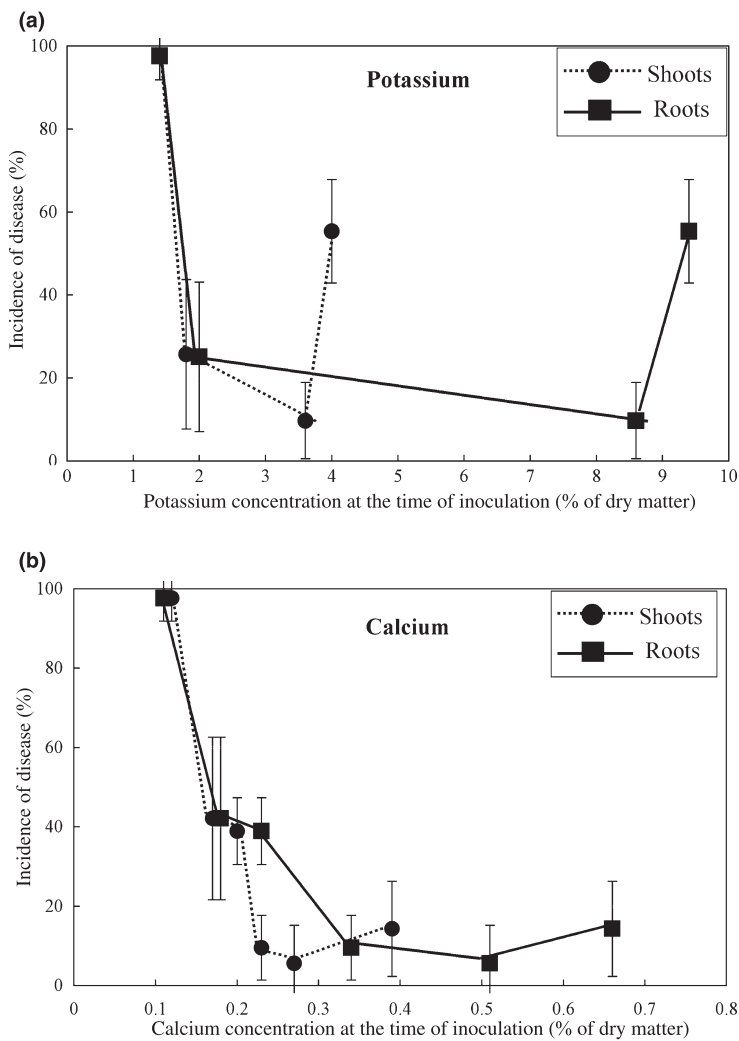 (a)
100
80
60
40
20
0
Incidence of disease (%)
Potassium
Shoots
Roots
0 1 2 3 4 5 6 7 8 9 10
Potassium concentration at the time of inoculation (% of dry matter)
(b)
100
80
60
40
20
0
Incidence of disease (%)
Calcium
Shoots
Roots
0 0.1 0.2 0.3 0.4 0.5 0.6 0.7 0.8
Calcium concentration at the time of inoculation (% of dry matter)